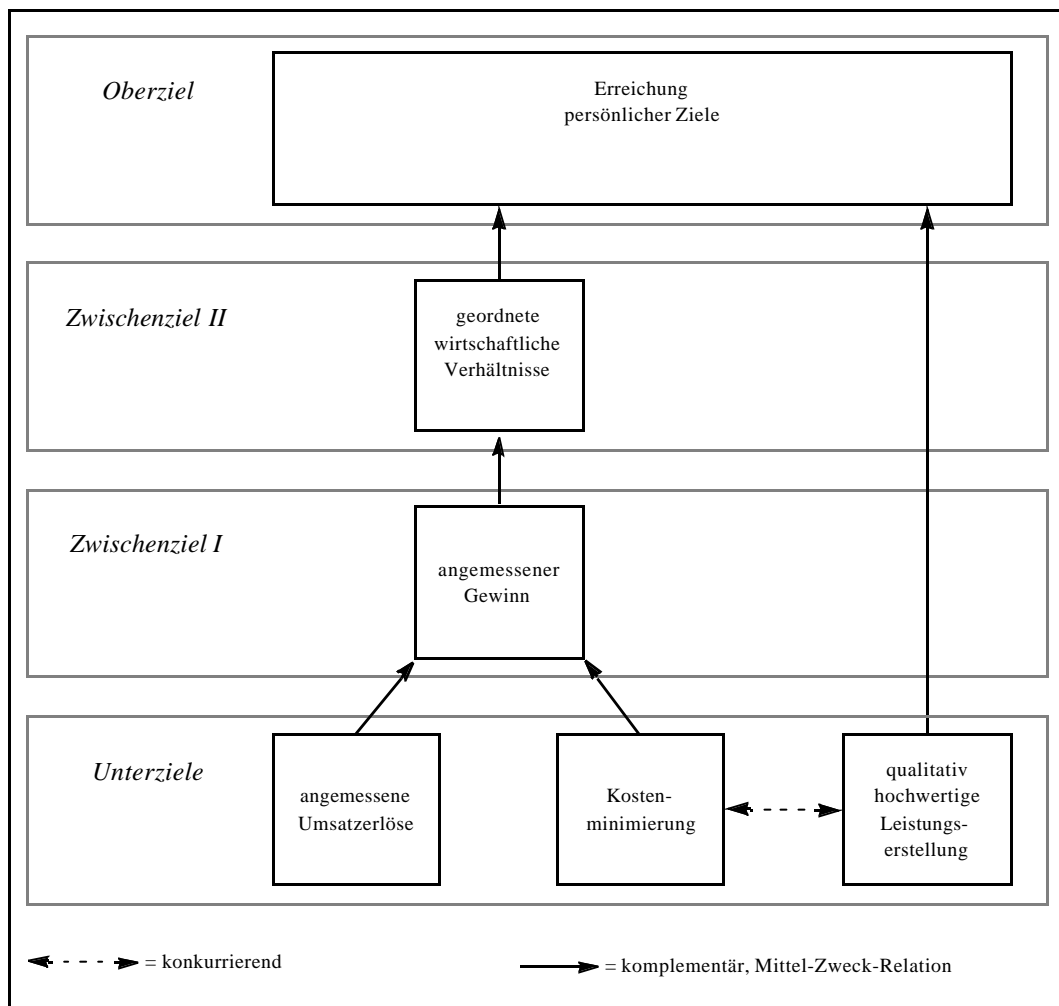 Oberziel
Erreichung
persönlicher Ziele
Zwischenziel II
geordnete
wirtschaftliche
Verhältnisse
Zwischenziel I
angemessener
Gewinn
Unterziele
angemessene
Umsatzerlöse
Kosten-
minimierung
qualitativ
hochwertige
Leistungs-
erstellung
= konkurrierend
= komplementär, Mittel-Zweck-Relation